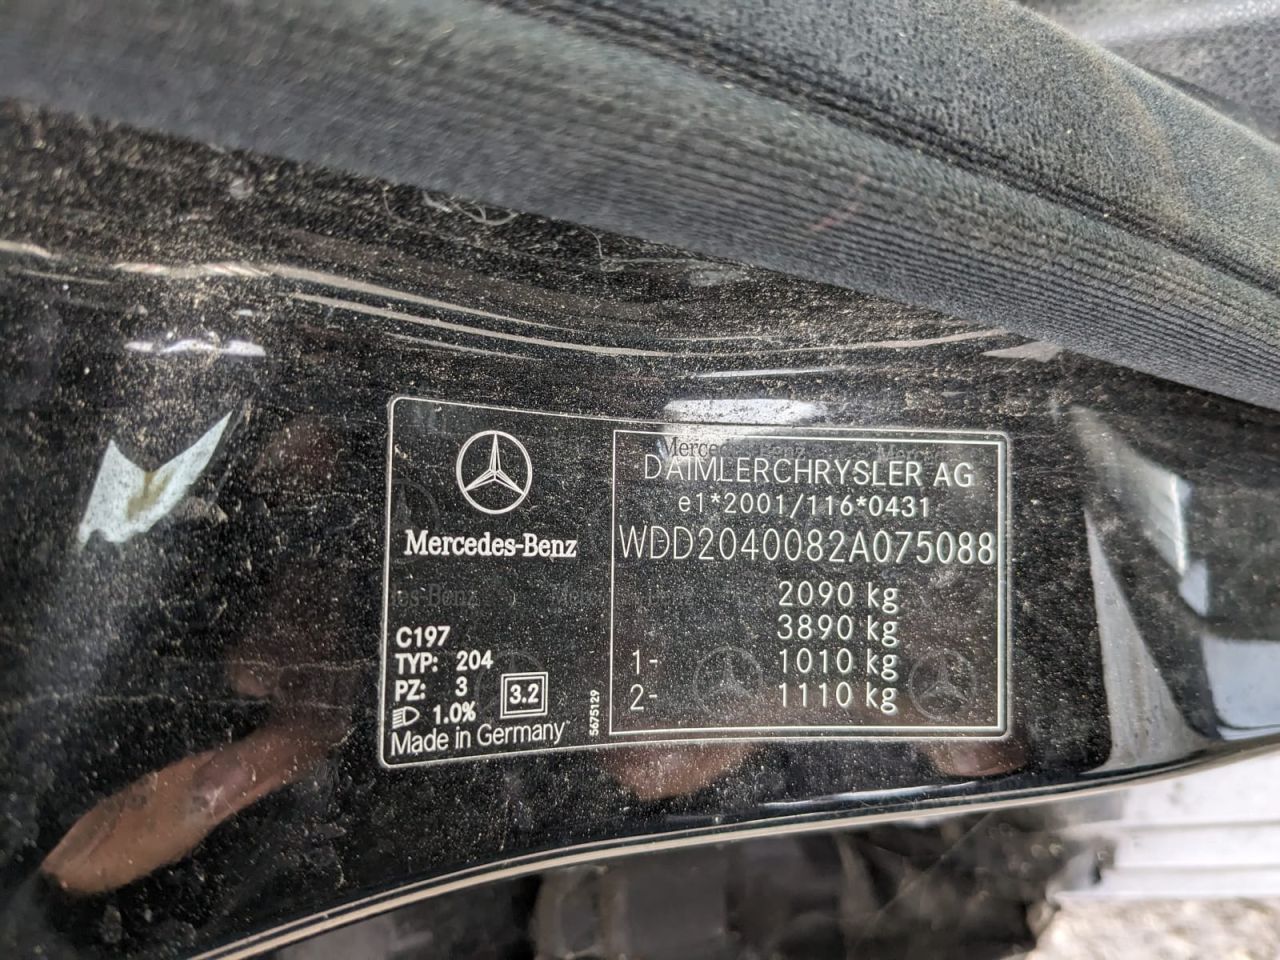 Mercedes-Benz
C197
TYP: 204
PZ: 3
1.0%
3.2
Made in Germany
5675129
DAIMLERCHRYSLER AG
e1*2001/116*0431
WDD2040082A075088
2090 kg
3890 kg
1- 1010 kg
2- 1110 kg
Mercedes-Benz